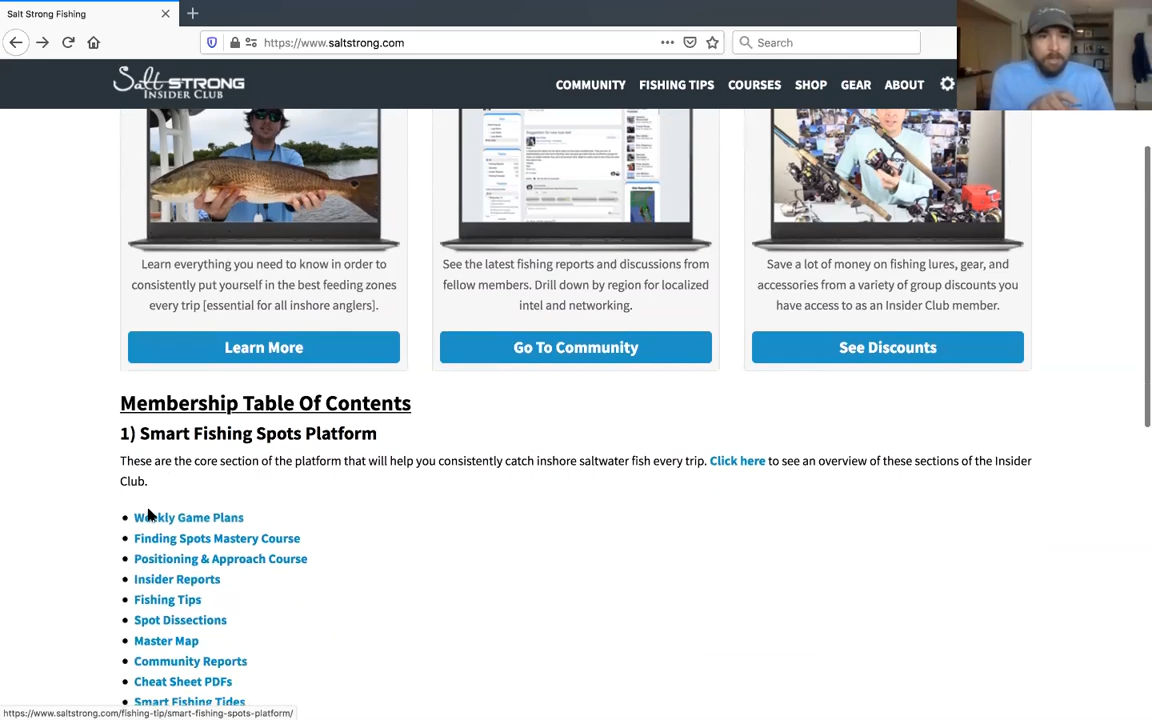 Salt Strong Fishing
https://www.saltstrong.com
Search
Salt STRONG
INSIDER CLUB
COMMUNITY FISHING TIPS COURSES SHOP GEAR ABOUT
Learn everything you need to know in order to
consistently put yourself in the best feeding zones
every trip [essential for all inshore anglers].
Learn More
See the latest fishing reports and discussions from
fellow members. Drill down by region for localized
intel and networking.
Go To Community
Save a lot of money on fishing lures, gear, and
accessories from a variety of group discounts you
have access to as an Insider Club member.
See Discounts
Membership Table Of Contents
1) Smart Fishing Spots Platform
These are the core section of the platform that will help you consistently catch inshore saltwater fish every trip. Click here to see an overview of these sections of the Insider
Club.
Weekly Game Plans
Finding Spots Mastery Course
Positioning & Approach Course
Insider Reports
Fishing Tips
Spot Dissections
Master Map
Community Reports
Cheat Sheet PDFs
Smart Fishing Tides
https://www.saltstrong.com/fishing-tip/smart-fishing-spots-platform/